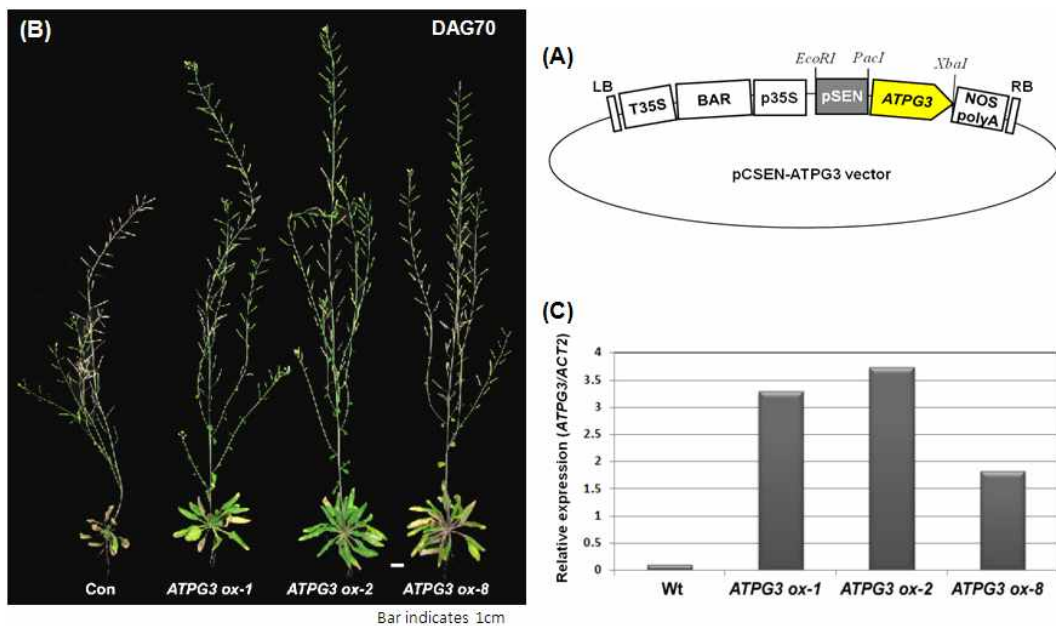 (B)
DAG70
Con
ATPG3 ox-1
ATPG3 ox-2
ATPG3 ox-8
Bar indicates 1cm
(A)
EcoRI
PacI
XbaI
LB
T35S
BAR
p35S
pSEN
ATPG3
NOS
polyA
RB
pCSEN-ATPG3 vector
(C)
Relative expression (ATPG3/ACT2)
4
3.5
3
2.5
2
1.5
1
0.5
0
Wt
ATPG3 ox-1
ATPG3 ox-2
ATPG3 ox-8